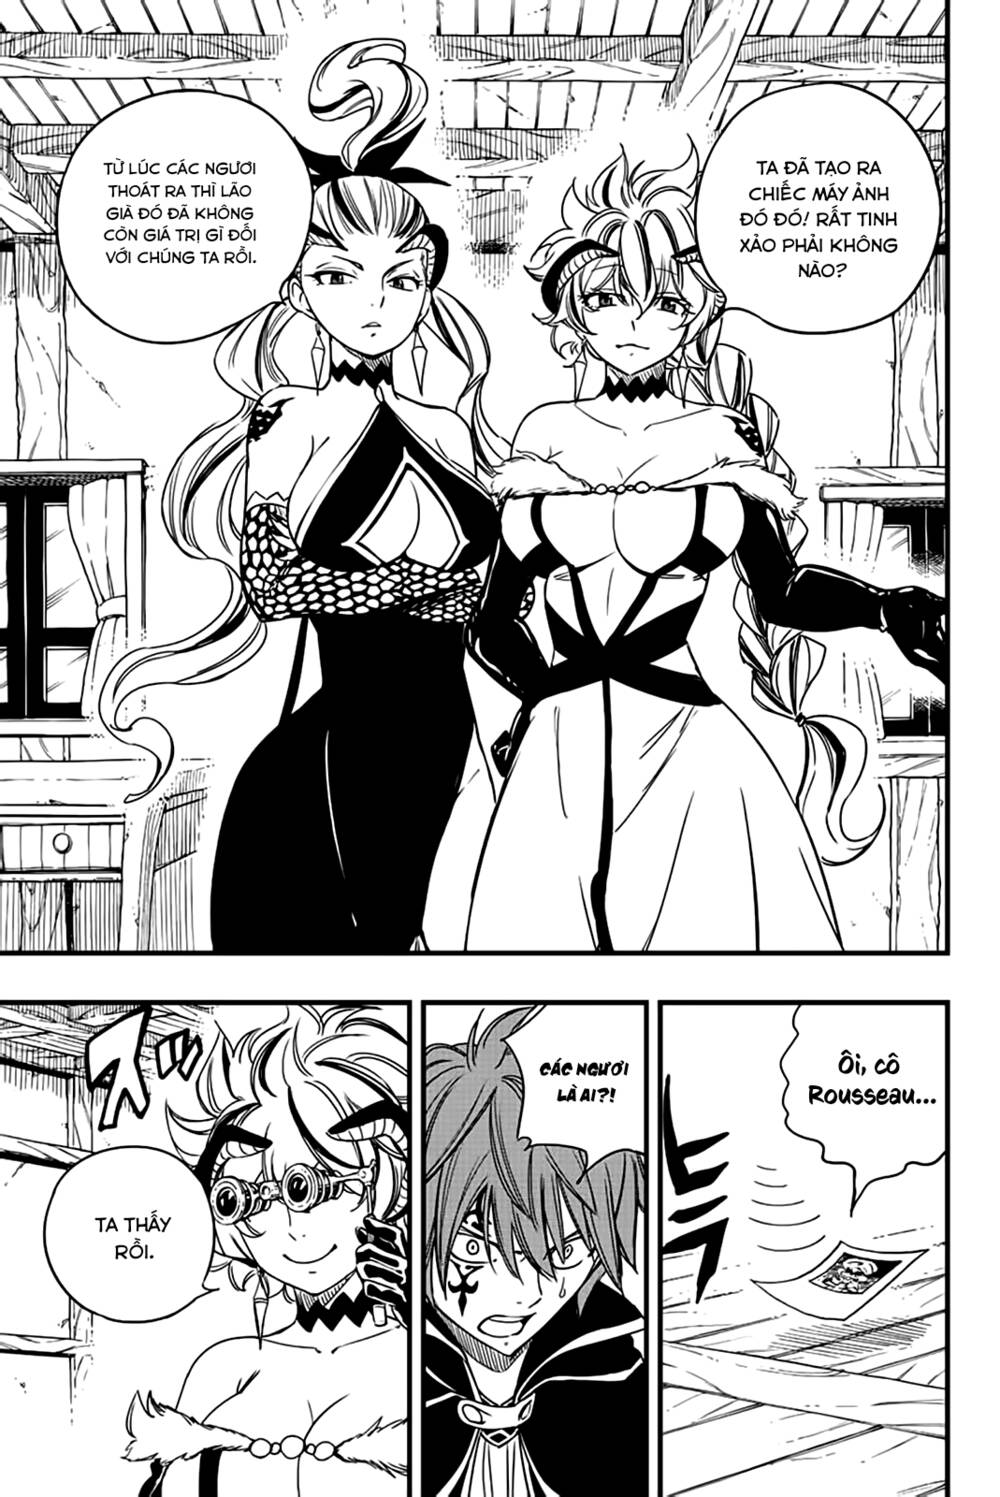 TA ĐÃ TẠO RA
CHIẾC MÁY ẢNH
ĐÓ ĐÓ! RẤT TINH
XẢO PHẢI KHÔNG
NÀO?
TỪ LÚC CÁC NGƯƠI
THOÁT RA THÌ LÃO
GIÀ ĐÓ ĐÃ KHÔNG
CÒN GIÁ TRỊ GÌ ĐỐI
VỚI CHÚNG TA RỒI.
Ôi, cô
Rousseau...
CÁC NGƯƠI
LÀ AI?!
TA THẤY
RỒI.